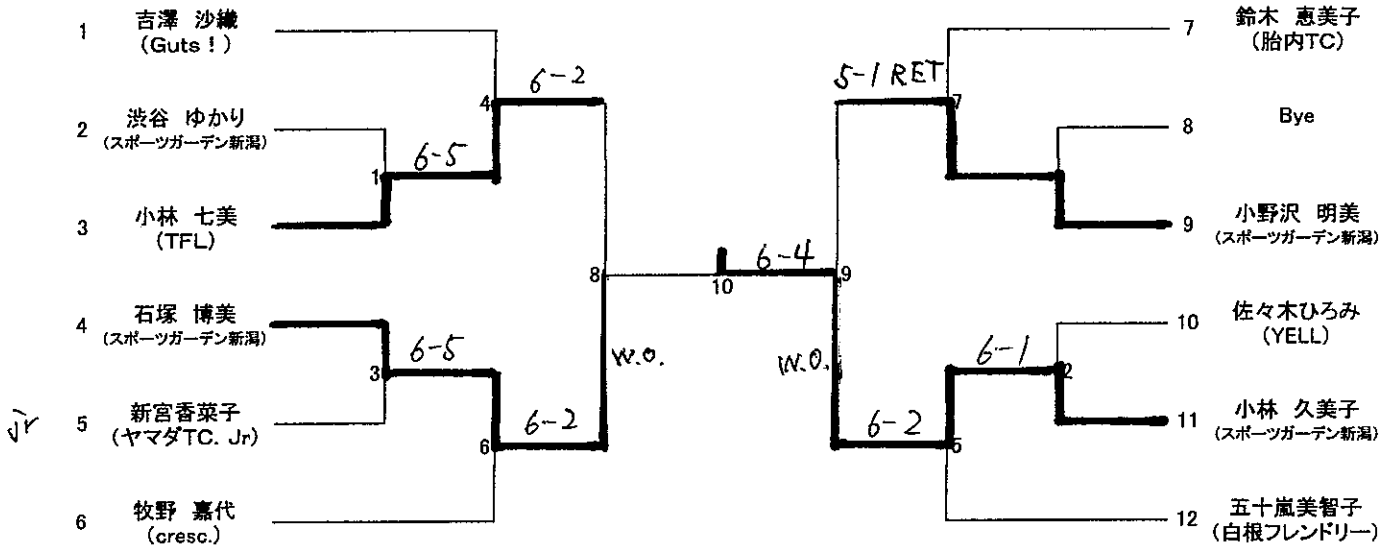 1 吉澤 沙織
(Guts!)
6-2
4
2 渋谷 ゆかり
(スポーツガーデン新潟)
6-5
1
3 小林 七美
(TFL)
8
4 石塚 博美
(スポーツガーデン新潟)
6-5
3
W.O.
jr 5 新宮香菜子
(ヤマダTC. Jr)
6-2
6
6 牧野 嘉代
(cresc.)
6-4
10
7 鈴木 恵美子
(胎内TC)
5-1 RET
7
8 Bye
9 小野沢 明美
(スポーツガーデン新潟)
9
10 佐々木ひろみ
(YELL)
6-1
2
W.O.
11 小林 久美子
(スポーツガーデン新潟)
6-2
5
12 五十嵐美智子
(白根フレンドリー)